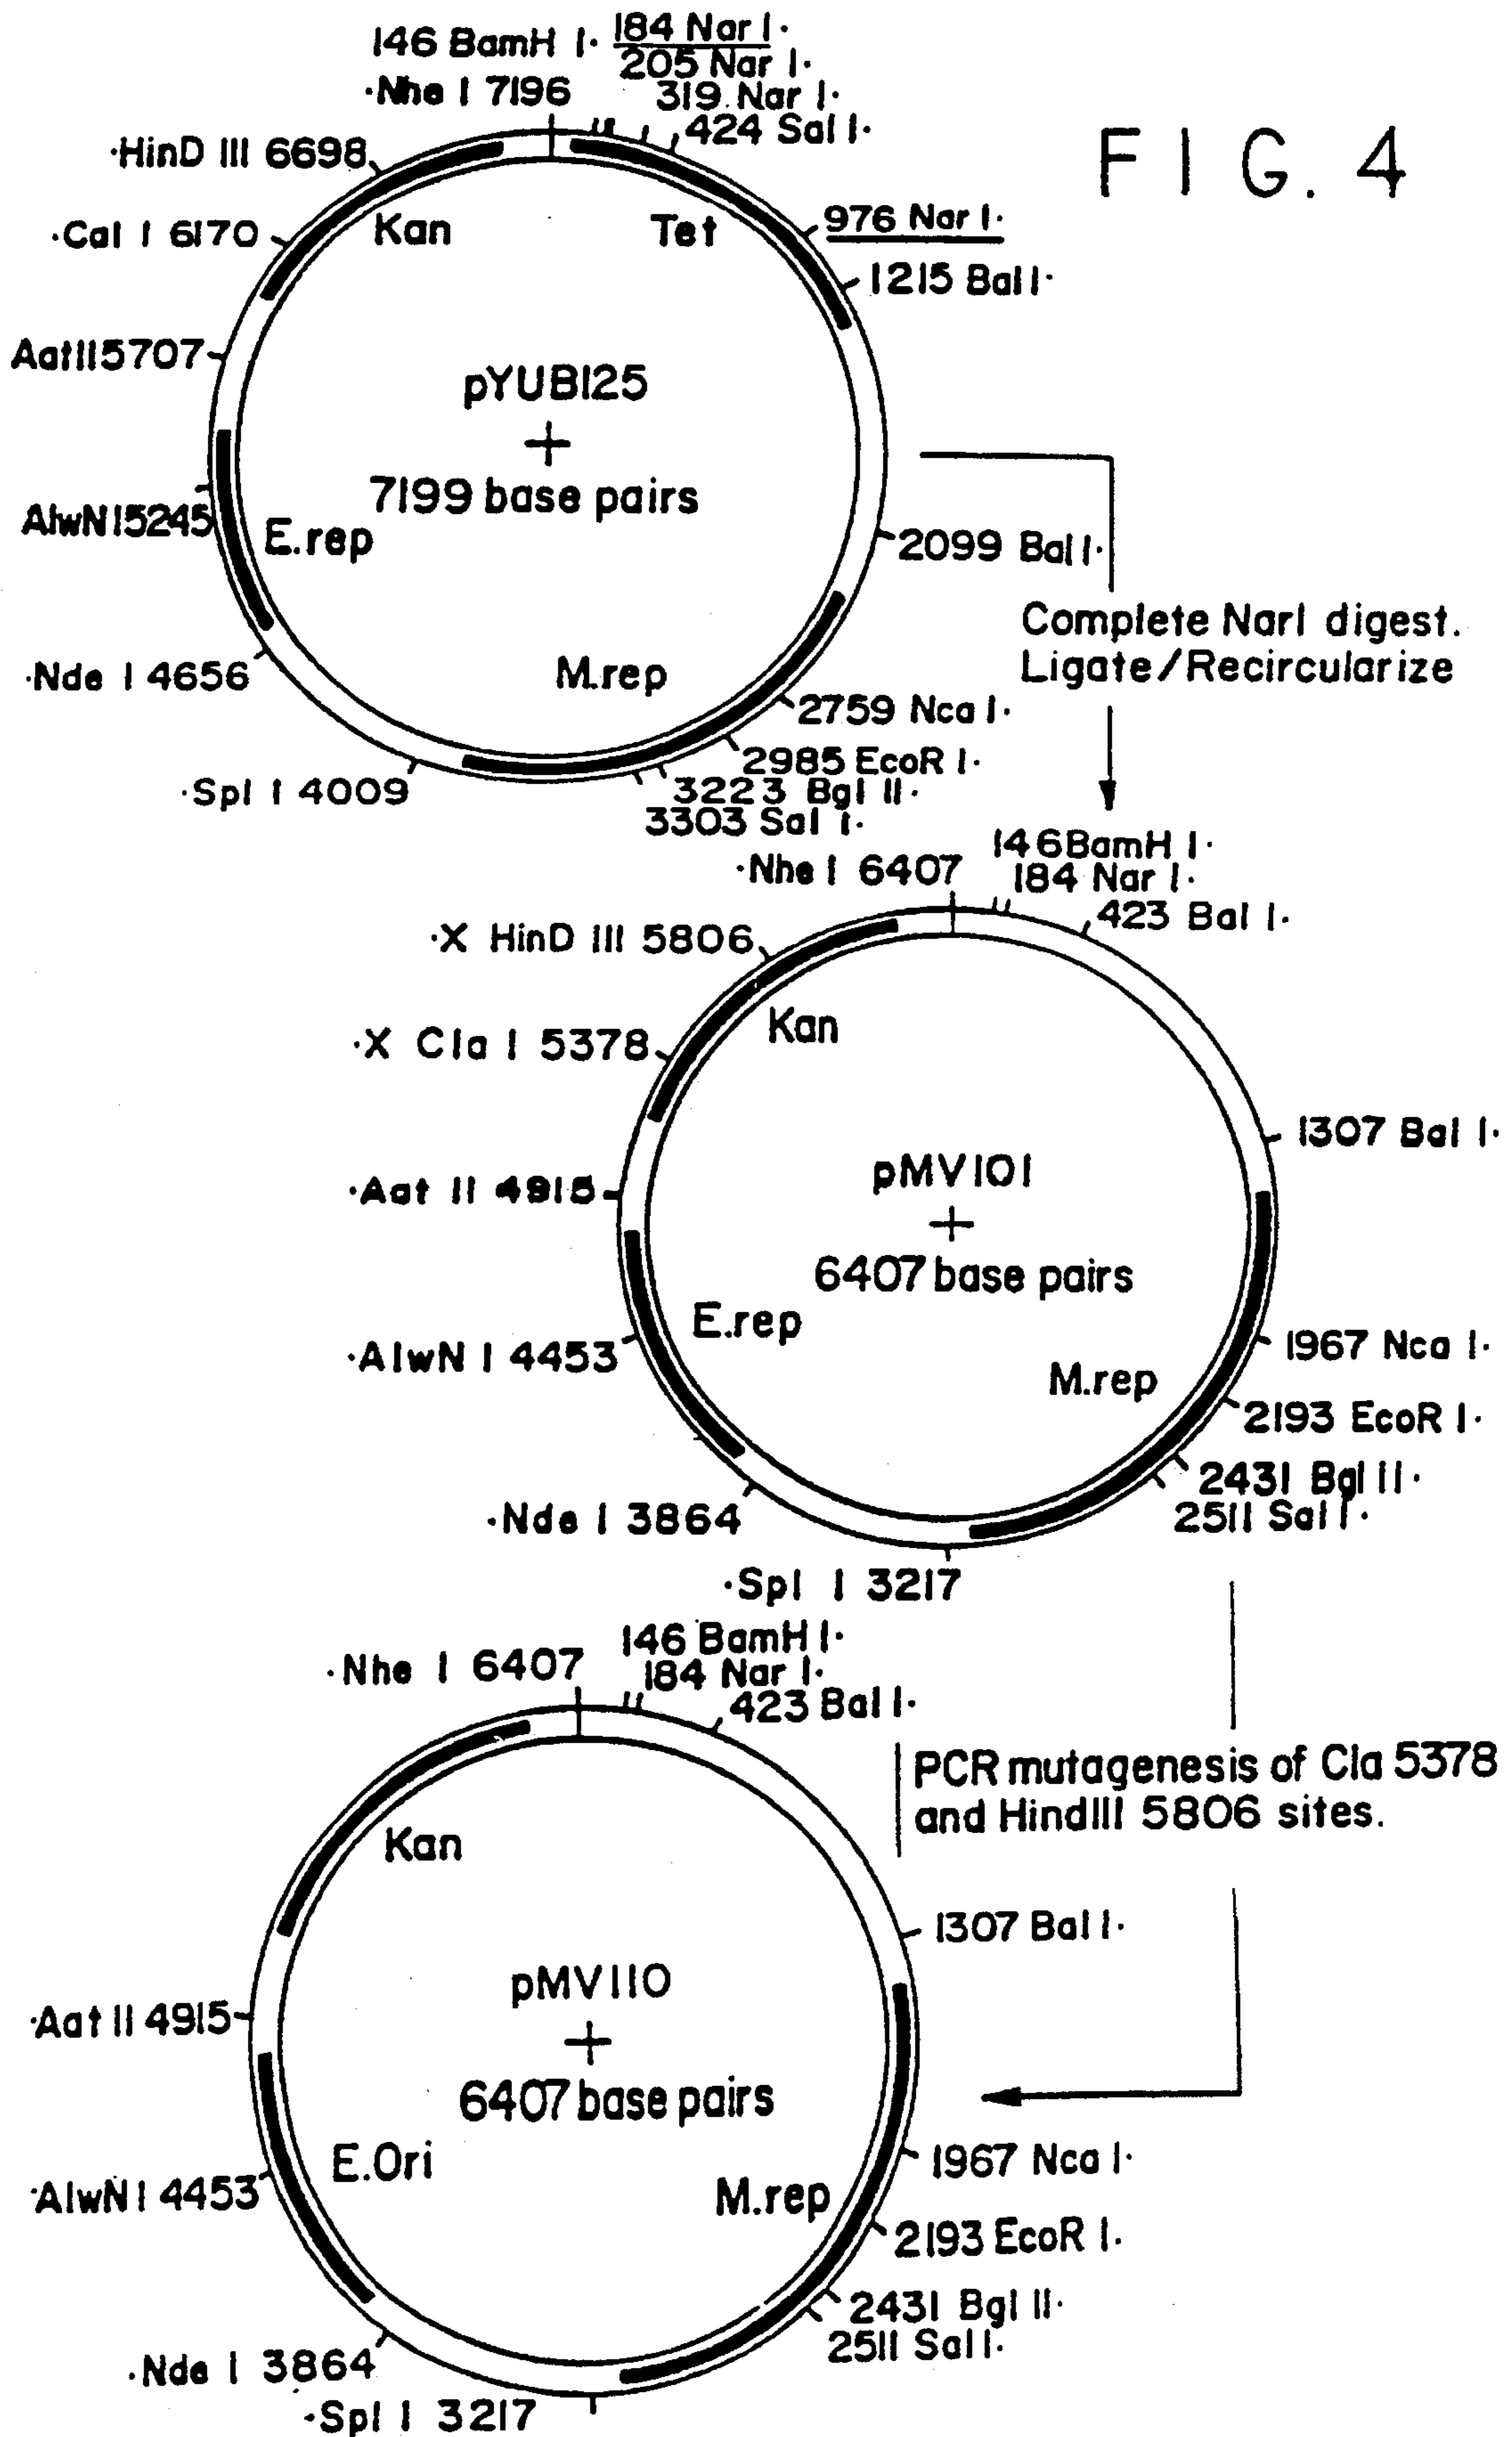 FIG. 4
146 BamH I·
184 Nar I·
205 Nar I·
·Nhe I 7196
319 Nar I·
424 Sal I·
·HinD III 6698
·Cal I 6170
Kan
Tet
976 Nar I·
1215 Bal I·
AatII5707
pYUB125
+
7199 base pairs
AlwN I5245
E.rep
2099 Bal I·
Complete NarI digest.
Ligate/Recircularize
·Nde I 4656
M.rep
2759 Nca I·
2985 EcoR I·
·Spl I 4009
3223 Bgl II·
3303 Sal I·
·Nhe I 6407
146BamH I·
184 Nar I·
423 Bal I·
·X HinD III 5806
Kan
·X Cla I 5378
1307 Bal I·
·Aat II 4915
pMV101
+
6407 base pairs
E.rep
·AlwN I 4453
M.rep
1967 Nca I·
2193 EcoR I·
2431 Bgl II·
2511 Sal I·
·Nde I 3864
·Spl I 3217
·Nhe I 6407
146 BamH I·
184 Nar I·
423 Bal I·
PCR mutagenesis of Cla 5378
and HindIII 5806 sites.
Kan
1307 Bal I·
·Aat II 4915
pMV110
+
6407 base pairs
E.Ori
·AlwN I 4453
M.rep
1967 Nca I·
2193 EcoR I·
2431 Bgl II·
2511 Sal I·
·Nde I 3864
·Spl I 3217